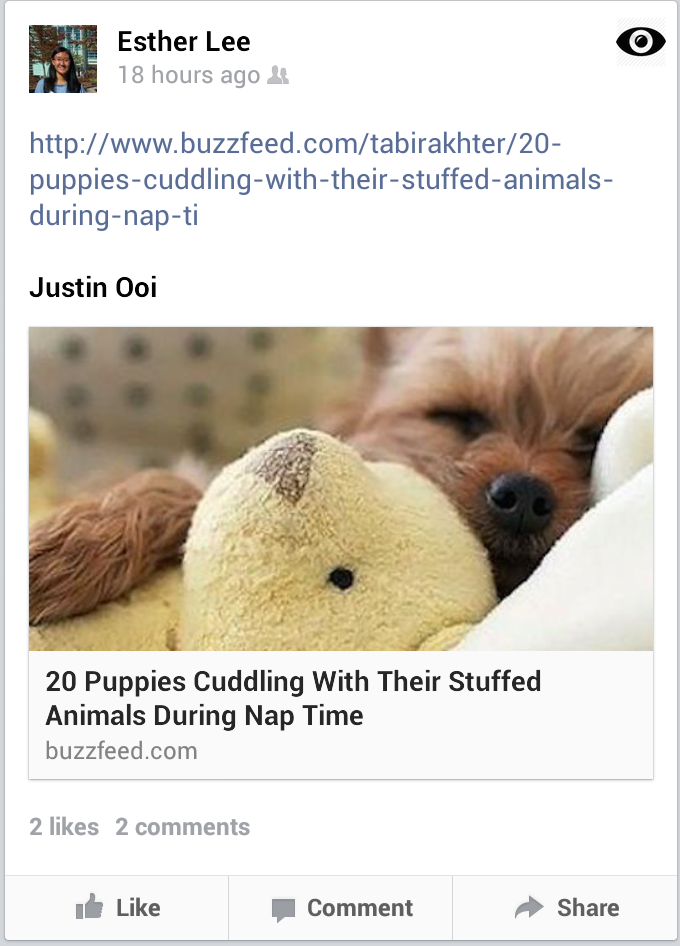 Esther Lee
18 hours ago
http://www.buzzfeed.com/tabirakhter/20-
puppies-cuddling-with-their-stuffed-animals-
during-nap-ti
Justin Ooi
20 Puppies Cuddling With Their Stuffed
Animals During Nap Time
buzzfeed.com
2 likes 2 comments
Like Comment Share